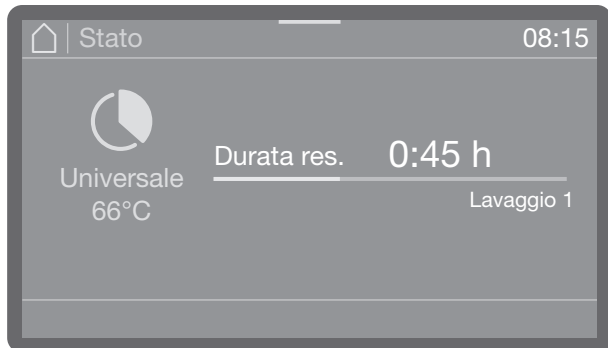 Stato 08:15
Durata res. 0:45 h
Universale
66°C
Lavaggio 1